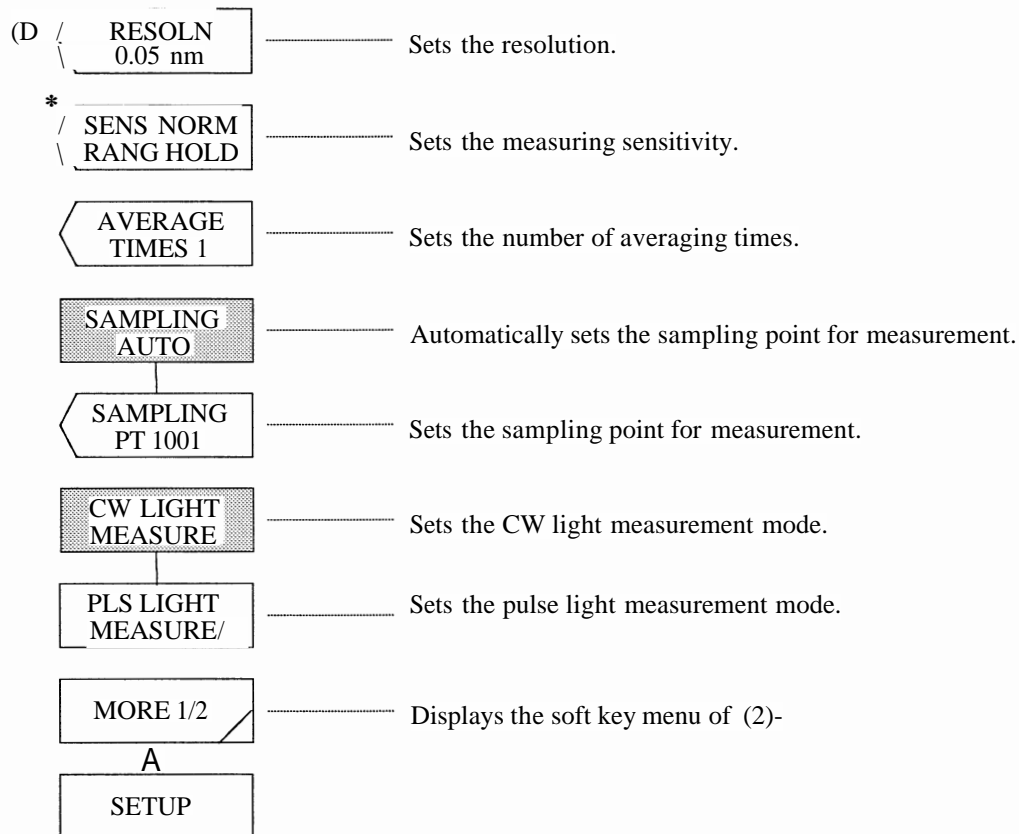 (D / RESOLN
\ 0.05 nm
Sets the resolution.
*
/ SENS NORM
\ RANG HOLD
Sets the measuring sensitivity.
AVERAGE
TIMES 1
Sets the number of averaging times.
SAMPLING
AUTO
Automatically sets the sampling point for measurement.
SAMPLING
PT 1001
Sets the sampling point for measurement.
CW LIGHT
MEASURE
Sets the CW light measurement mode.
PLS LIGHT
MEASURE/
Sets the pulse light measurement mode.
MORE 1/2
Displays the soft key menu of (2)-
A
SETUP